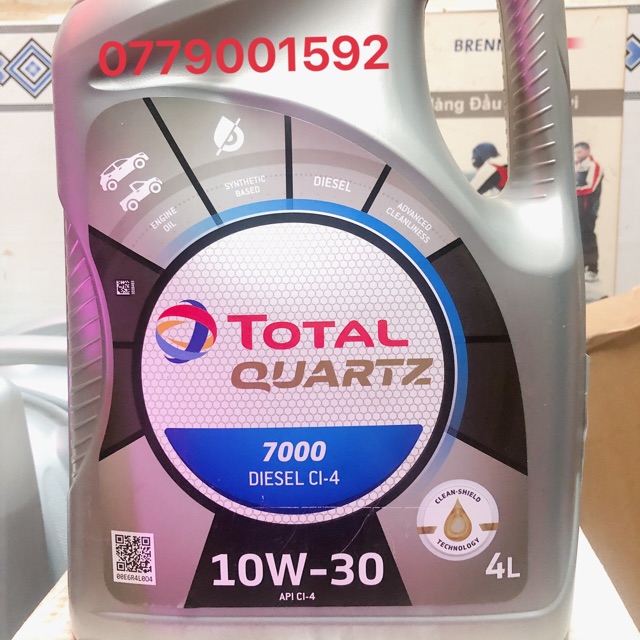 0779001592
BRENN
Hàng Đầu
ENGINE
OIL
SYNTHETIC
BASED
DIESEL
ADVANCED
CLEANLINESS
TOTAL
QUARTZ
7000
DIESEL CI-4
CLEAN-SHIELD
TECHNOLOGY
00E6R4L0O4
10W-30
4L
API CI-4